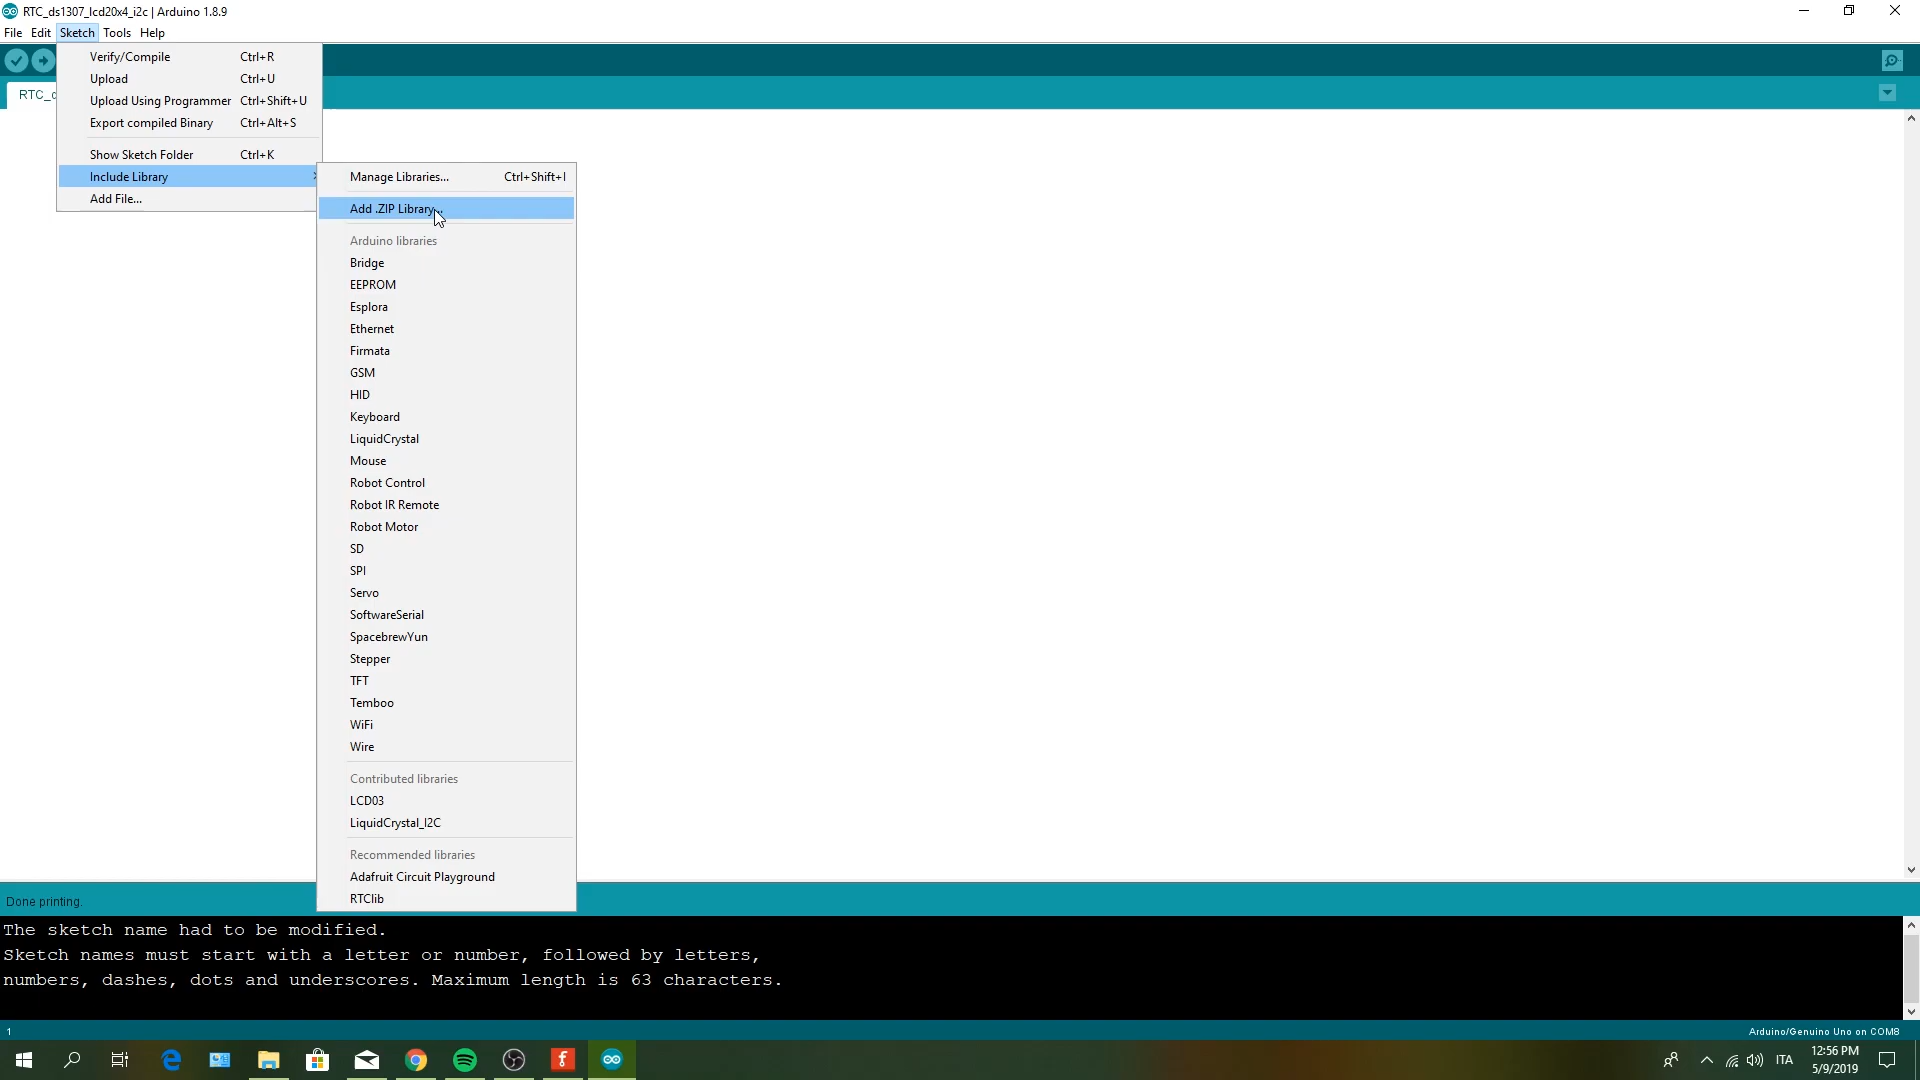 RTC_ds1307_lcd20x4_i2c | Arduino 1.8.9
File Edit Sketch Tools Help
Verify/Compile Ctrl+R
Upload Ctrl+U
RTC_d
Upload Using Programmer Ctrl+Shift+U
Export compiled Binary Ctrl+Alt+S
Show Sketch Folder Ctrl+K
Include Library
Add File...
Manage Libraries... Ctrl+Shift+I
Add .ZIP Library...
Arduino libraries
Bridge
EEPROM
Esplora
Ethernet
Firmata
GSM
HID
Keyboard
LiquidCrystal
Mouse
Robot Control
Robot IR Remote
Robot Motor
SD
SPI
Servo
SoftwareSerial
SpacebrewYun
Stepper
TFT
Temboo
WiFi
Wire
Contributed libraries
LCD03
LiquidCrystal_I2C
Recommended libraries
Adafruit Circuit Playground
RTClib
Done printing.
The sketch name had to be modified.
Sketch names must start with a letter or number, followed by letters,
numbers, dashes, dots and underscores. Maximum length is 63 characters.
1 Arduino/Genuino Uno on COM8
ITA
12:56 PM
5/9/2019